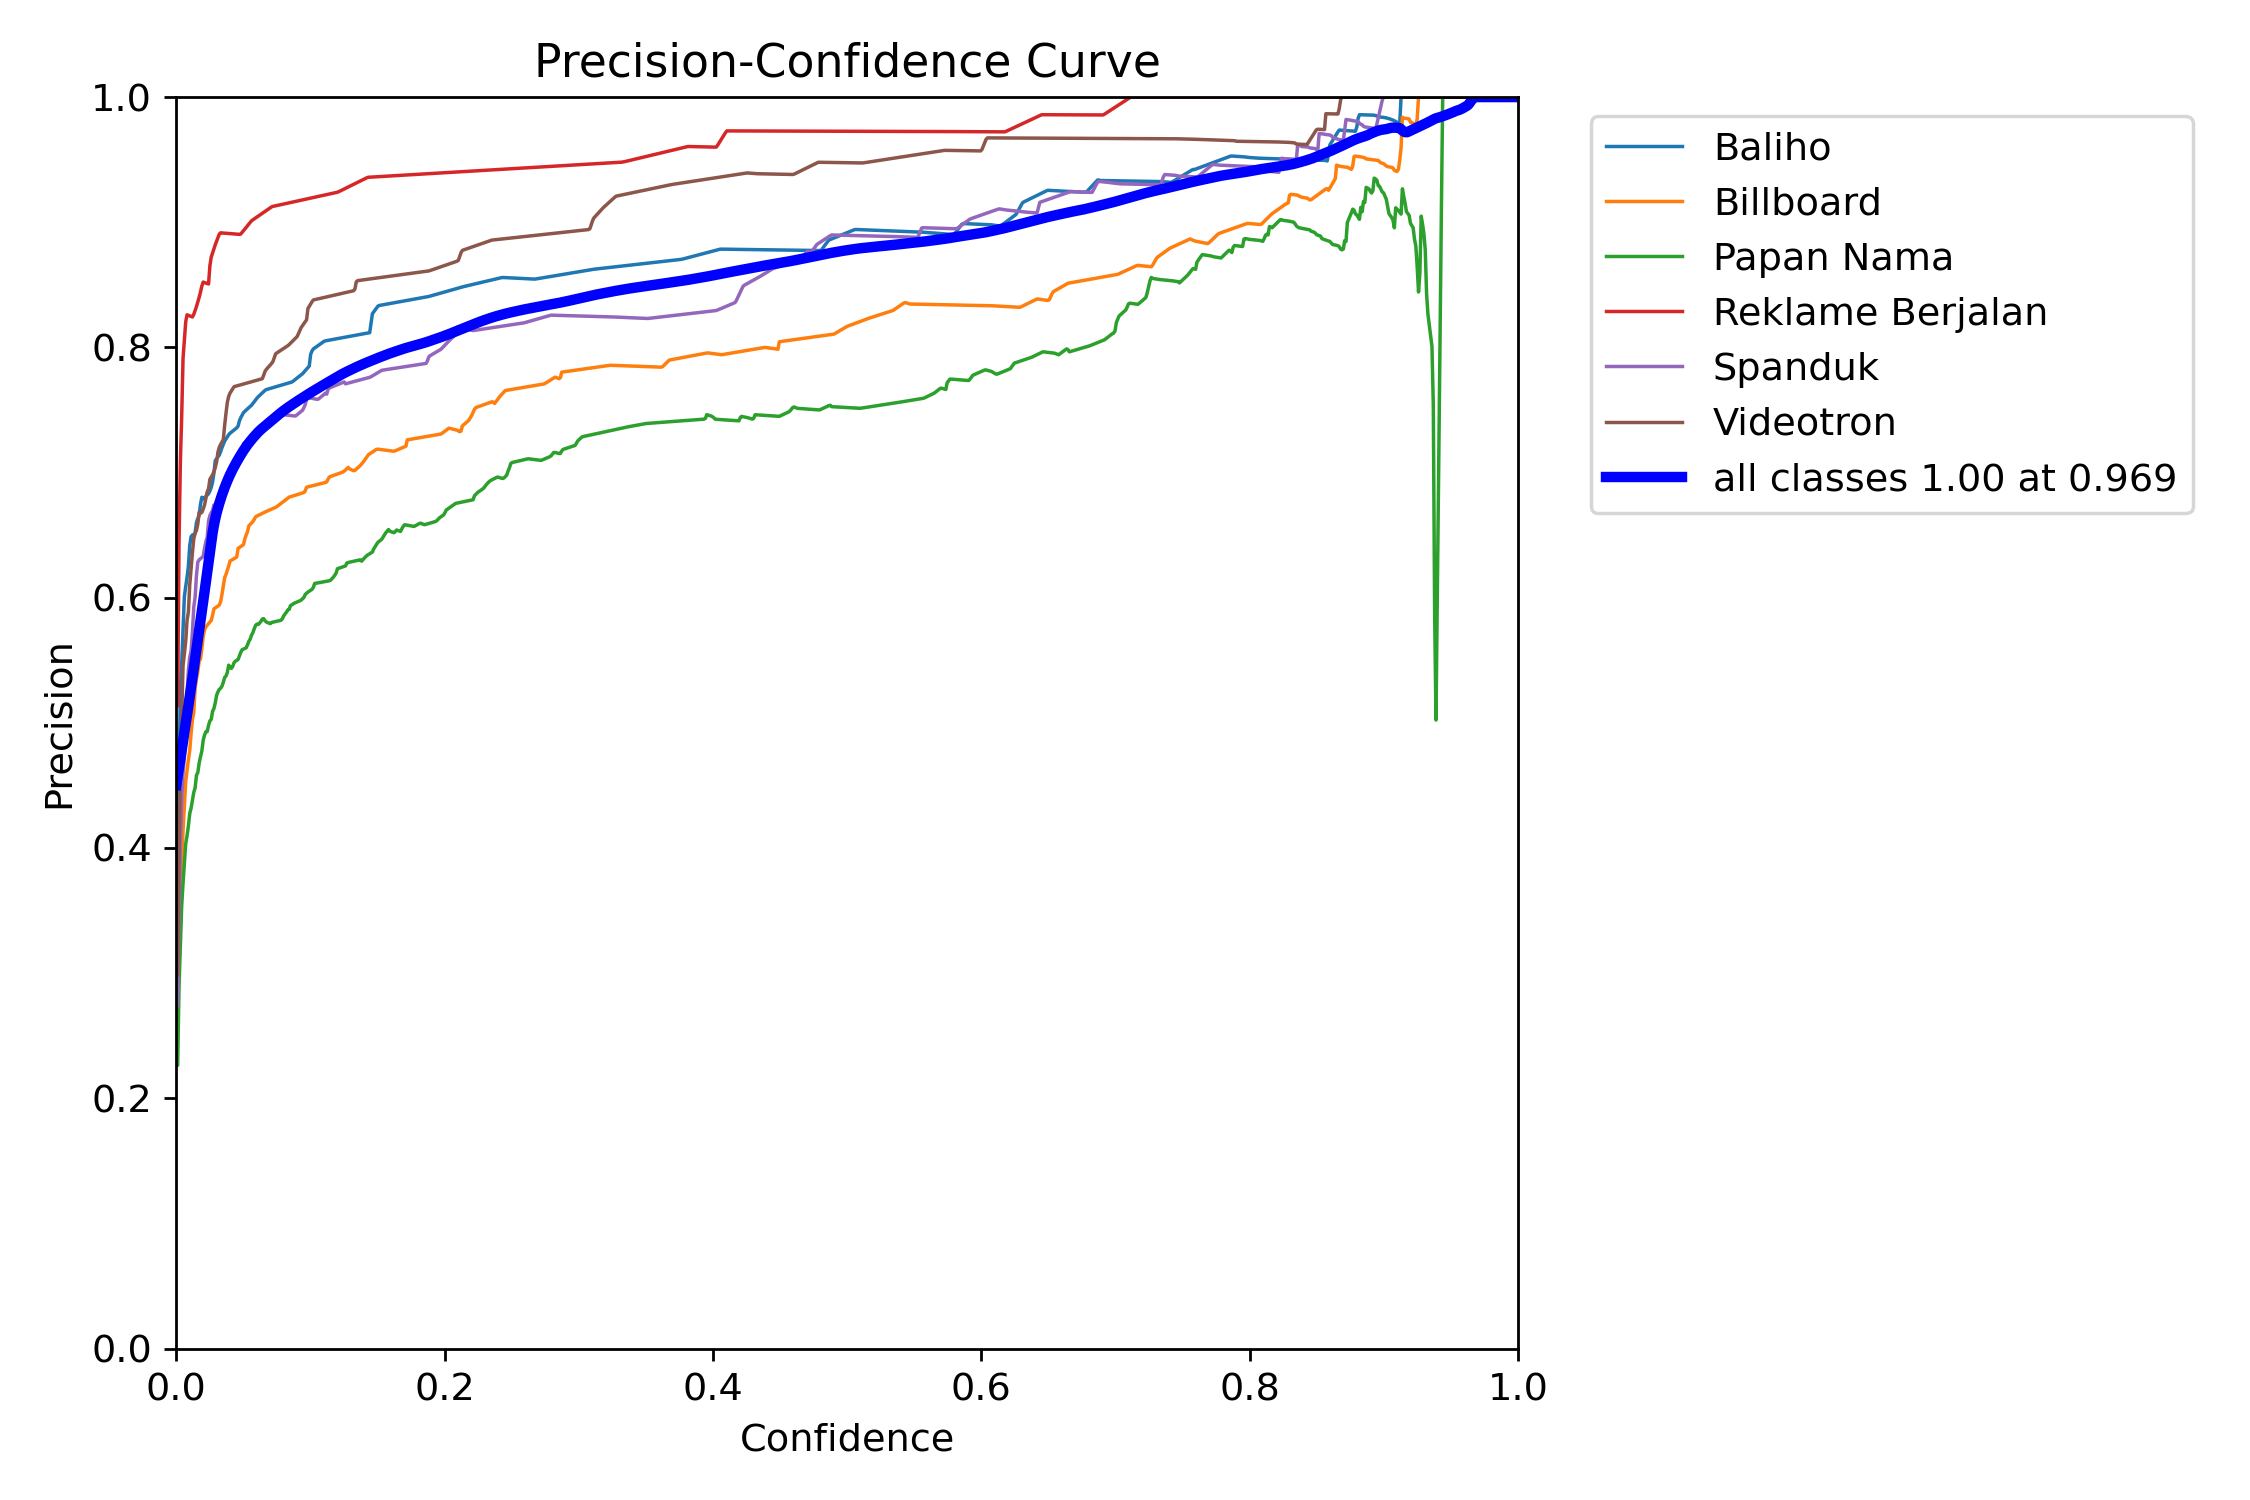 Precision-Confidence Curve
1.0
0.8
0.6
0.4
0.2
0.0
Precision
0.0 0.2 0.4 0.6 0.8 1.0
Confidence
Baliho
Billboard
Papan Nama
Reklame Berjalan
Spanduk
Videotron
all classes 1.00 at 0.969